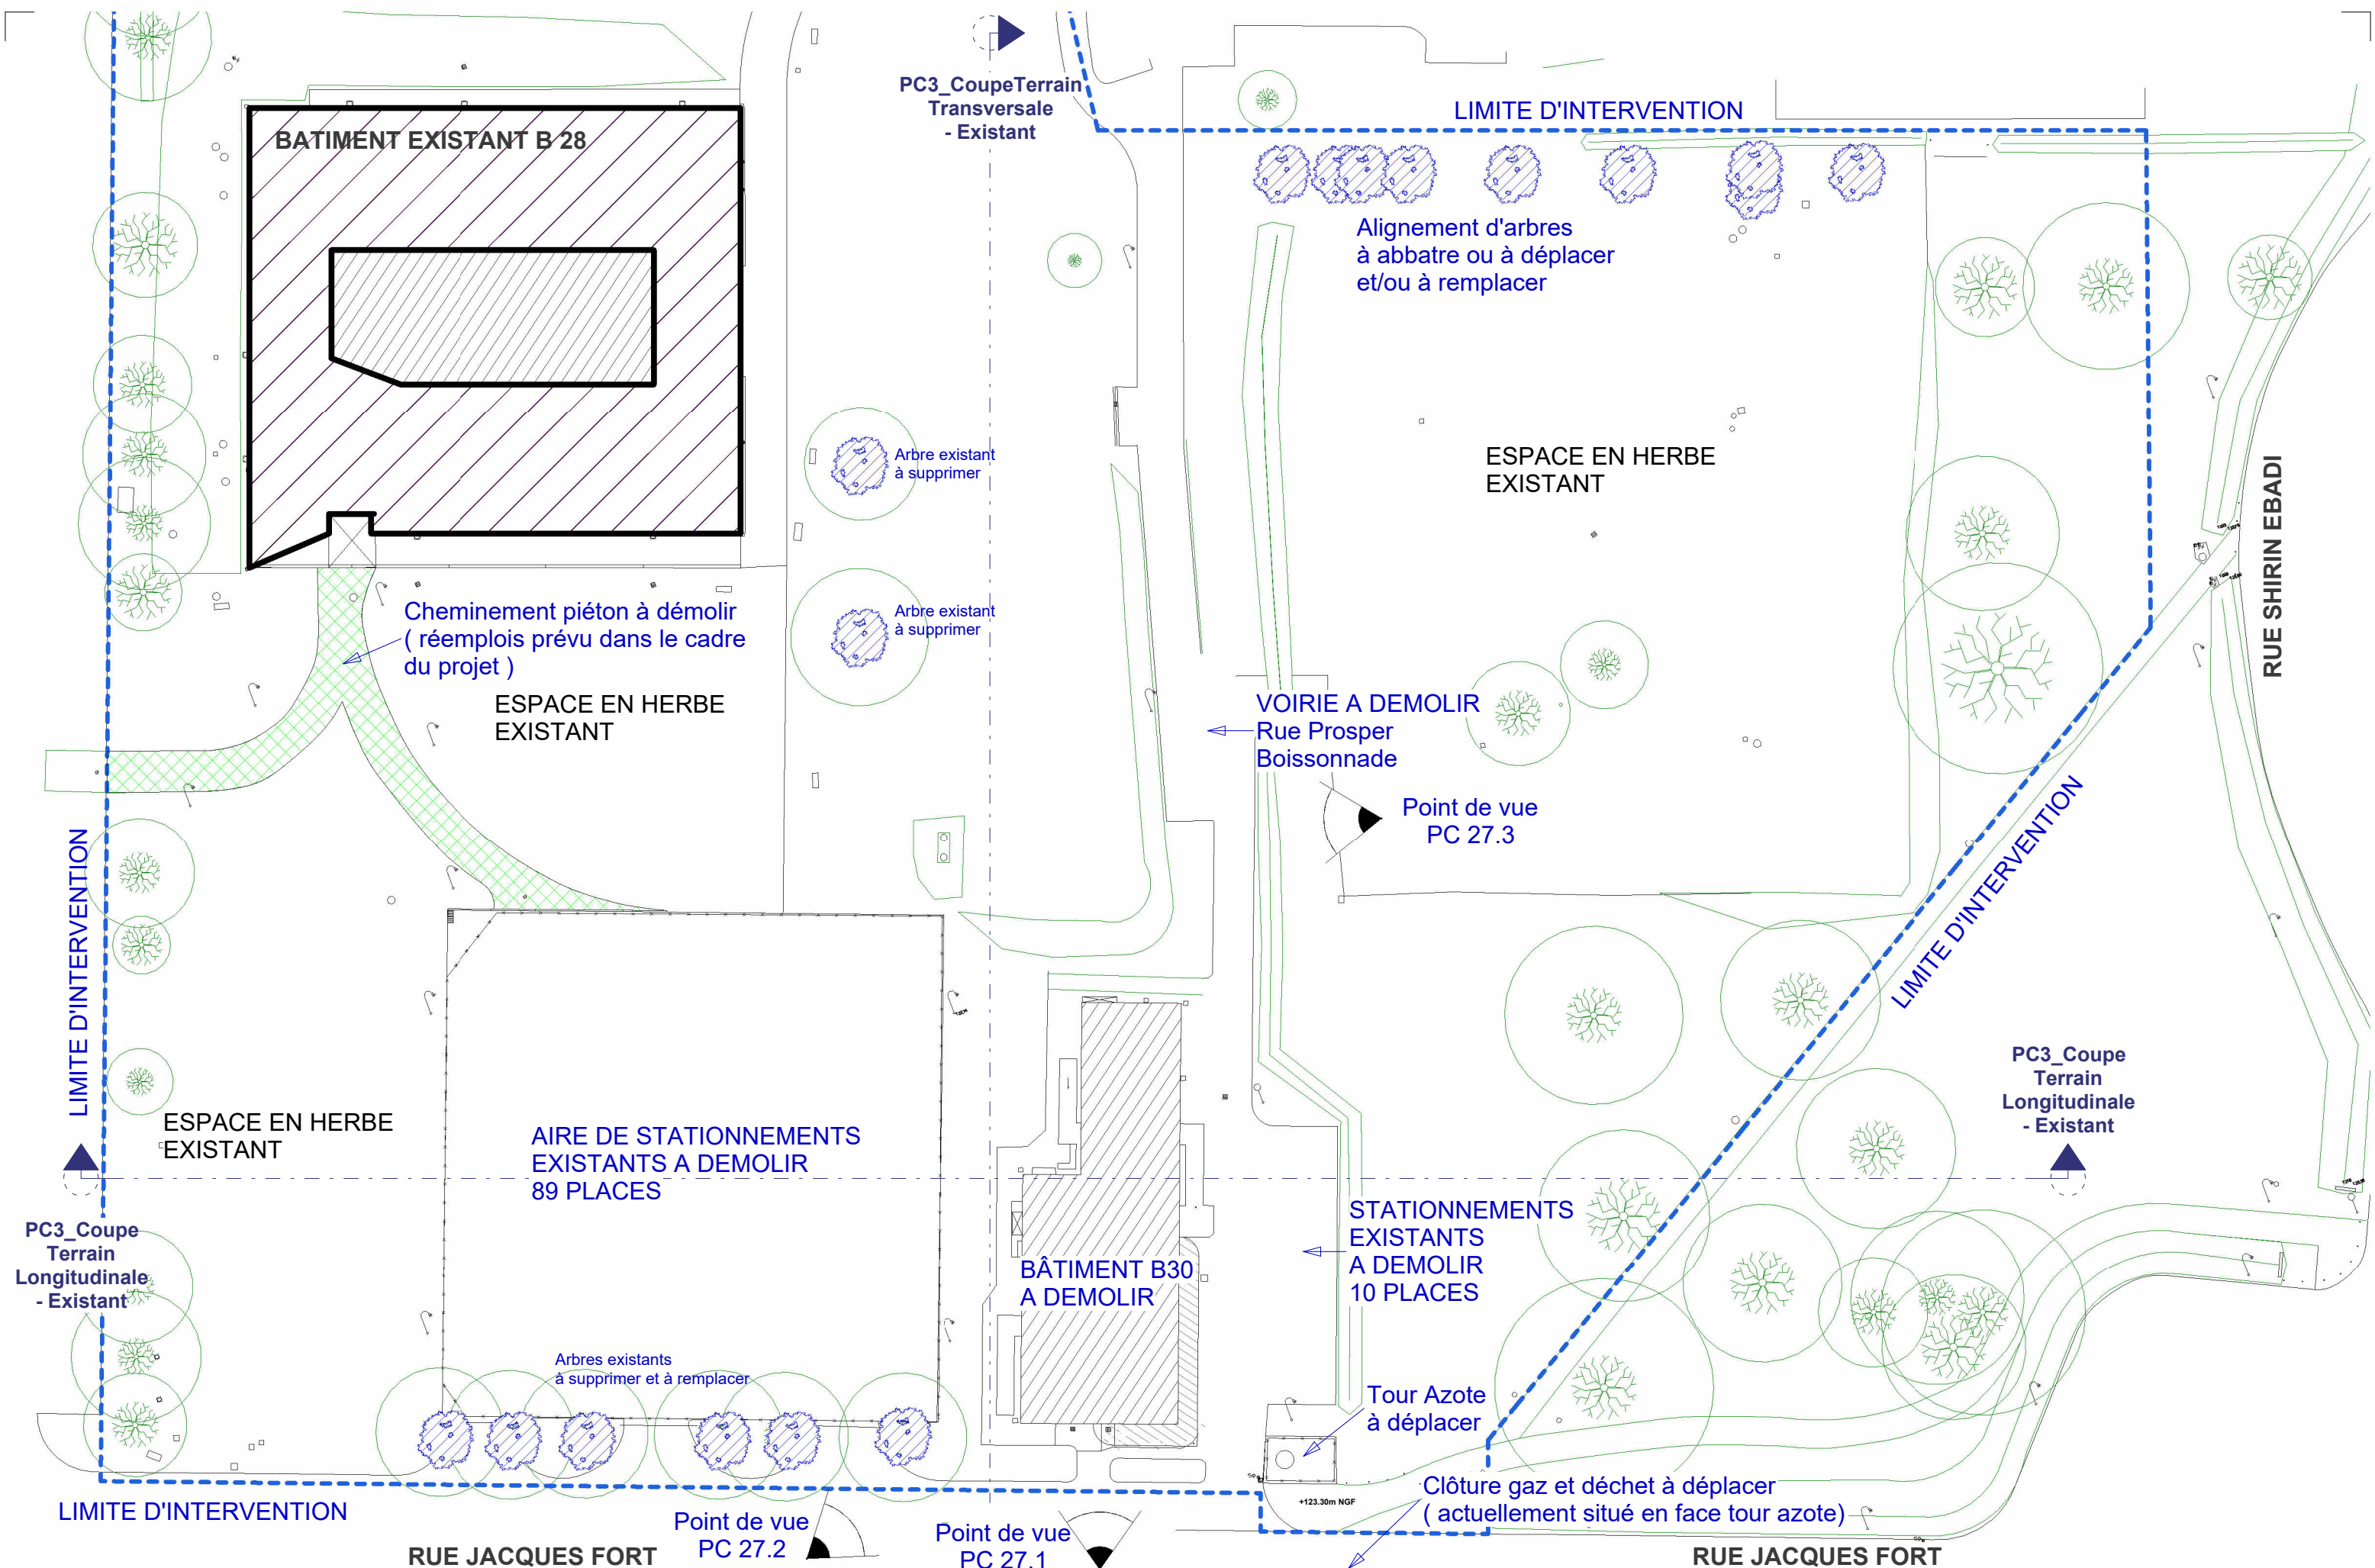 PC3_CoupeTerrain
Transversale
- Existant
LIMITE D'INTERVENTION
BATIMENT EXISTANT B 28
Alignement d'arbres
à abbatre ou à déplacer
et/ou à remplacer
Arbre existant
à supprimer
ESPACE EN HERBE
EXISTANT
RUE SHIRIN EBADI
Arbre existant
à supprimer
Cheminement piéton à démolir
( réemplois prévu dans le cadre
du projet )
ESPACE EN HERBE
EXISTANT
VOIRIE A DEMOLIR
Rue Prosper
Boissonnade
Point de vue
PC 27.3
LIMITE D'INTERVENTION
LIMITE D'INTERVENTION
PC3_Coupe
Terrain
Longitudinale
- Existant
ESPACE EN HERBE
EXISTANT
AIRE DE STATIONNEMENTS
EXISTANTS A DEMOLIR
89 PLACES
STATIONNEMENTS
EXISTANTS
A DEMOLIR
10 PLACES
PC3_Coupe
Terrain
Longitudinale
- Existant
BÂTIMENT B30
A DEMOLIR
Arbres existants
à supprimer et à remplacer
Tour Azote
à déplacer
Clôture gaz et déchet à déplacer
( actuellement situé en face tour azote)
+123.30m NGF
LIMITE D'INTERVENTION
Point de vue
PC 27.2
Point de vue
PC 27.1
RUE JACQUES FORT
RUE JACQUES FORT